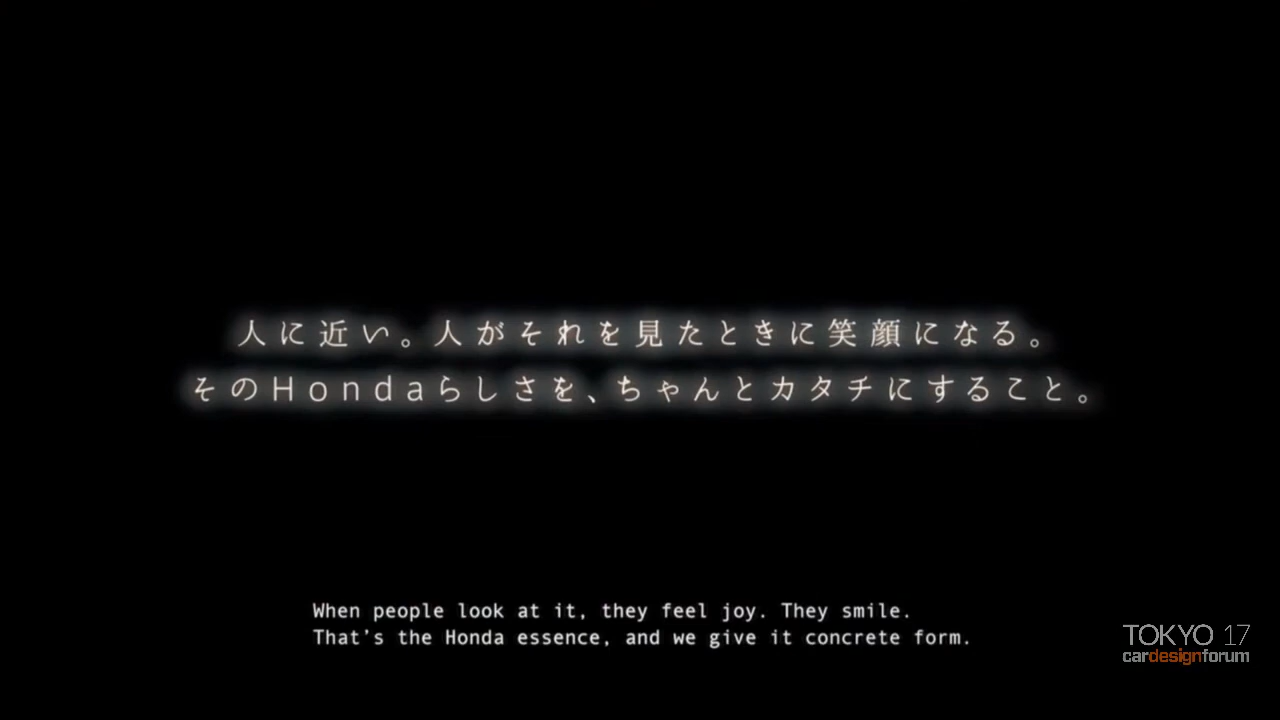 人に近い。人がそれを見たときに笑顔になる。
そのHondaらしさを、ちゃんとカタチにすること。
When people look at it, they feel joy. They smile.
That's the Honda essence, and we give it concrete form.
TOKYO 17
cardesignforum